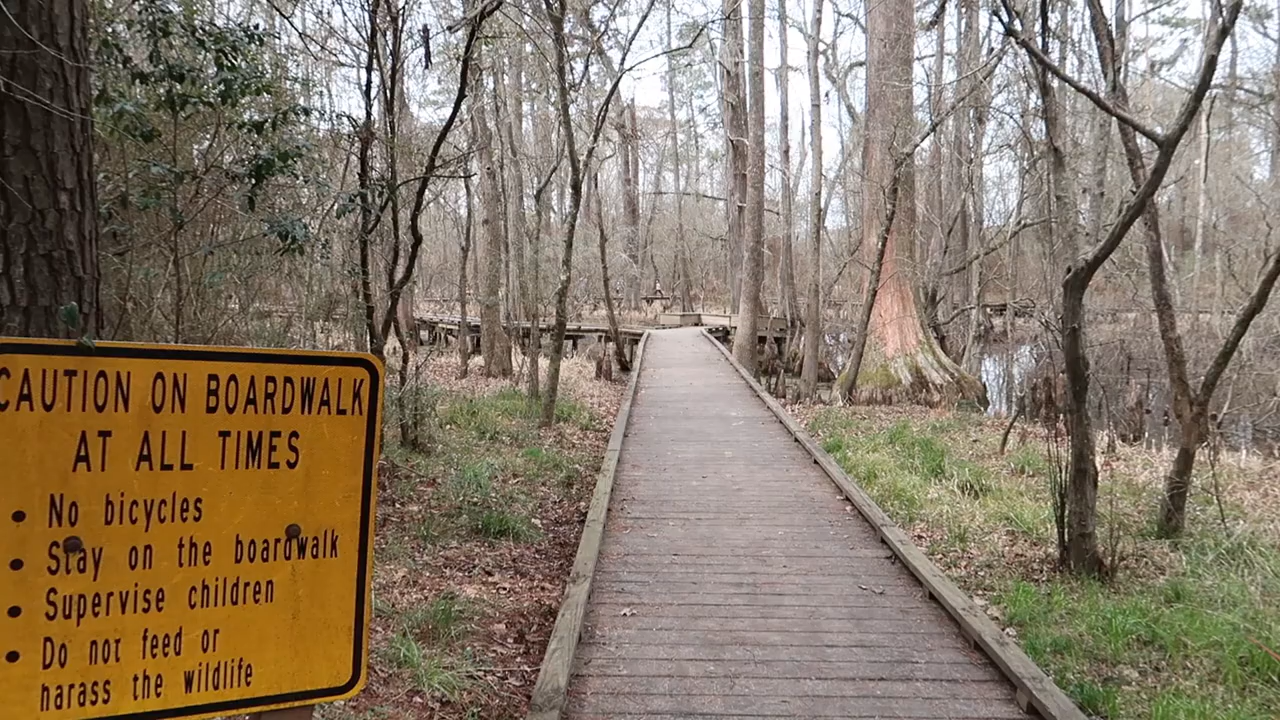 CAUTION ON BOARDWALK
AT ALL TIMES
• No bicycles
• Stay on the boardwalk
• Supervise children
• Do not feed or
harass the wildlife